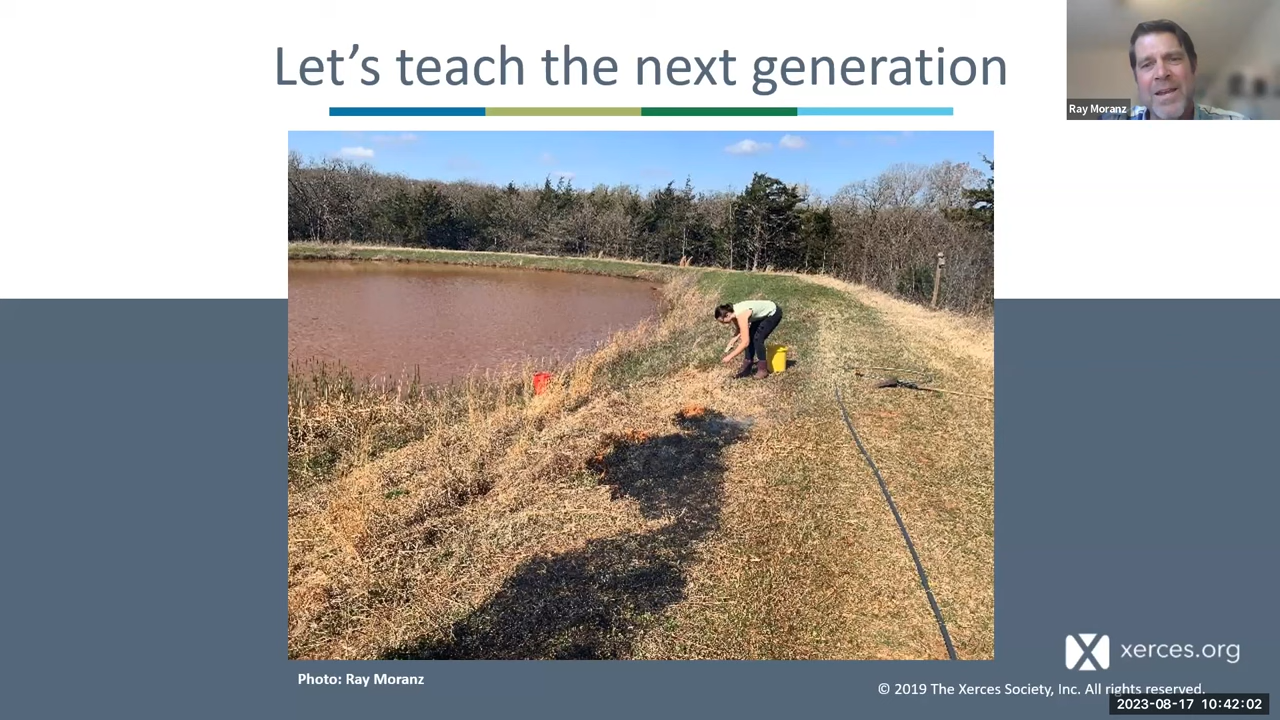 Let's teach the next generation
Ray Moranz
Photo: Ray Moranz
xerces.org
© 2019 The Xerces Society, Inc. All rights reserved.
2023-08-17 10:42:02